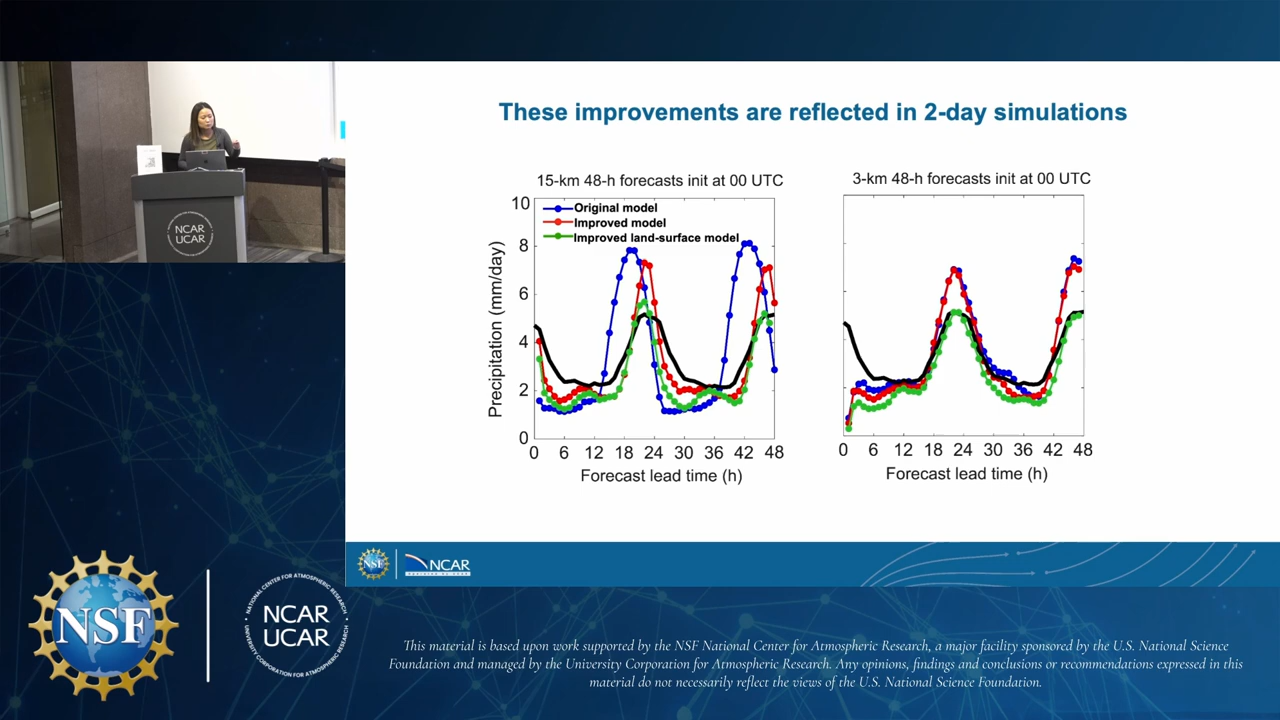 These improvements are reflected in 2-day simulations
15-km 48-h forecasts init at 00 UTC
Original model
Improved model
Improved land-surface model
Precipitation (mm/day)
10
8
6
4
2
0
0 6 12 18 24 30 36 42 48
Forecast lead time (h)
3-km 48-h forecasts init at 00 UTC
0 6 12 18 24 30 36 42 48
Forecast lead time (h)
NCAR
UCAR
NSF
NCAR
NSF
NATIONAL CENTER FOR ATMOSPHERIC RESEARCH
NCAR
UCAR
UNIVERSITY CORPORATION FOR ATMOSPHERIC RESEARCH
This material is based upon work supported by the NSF National Center for Atmospheric Research, a major facility sponsored by the U.S. National Science
Foundation and managed by the University Corporation for Atmospheric Research. Any opinions, findings and conclusions or recommendations expressed in this
material do not necessarily reflect the views of the U.S. National Science Foundation.